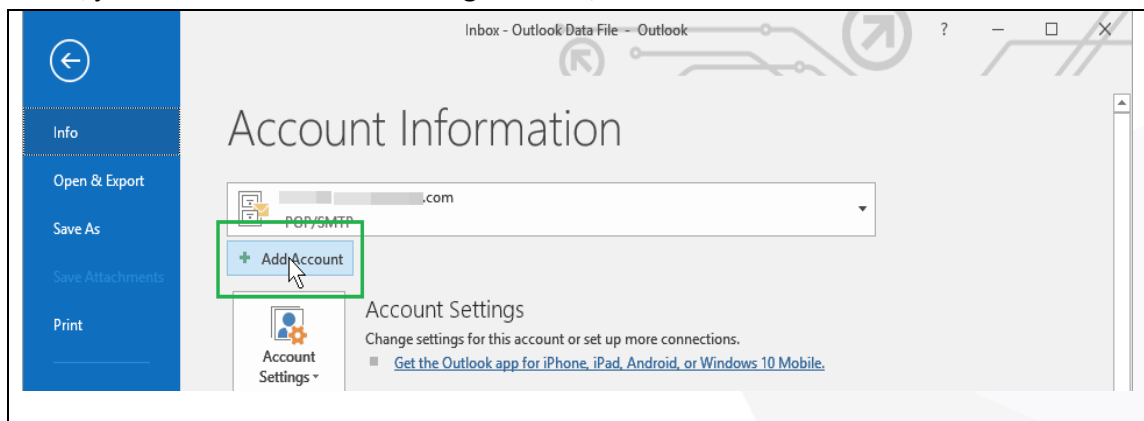 Inbox - Outlook Data File - Outlook
?
Account Information
Info
Open & Export
.com
POP/SMTP
Save As
+ Add Account
Save Attachments
Account Settings
Print
Change settings for this account or set up more connections.
Account
Settings
Get the Outlook app for iPhone, iPad, Android, or Windows 10 Mobile.